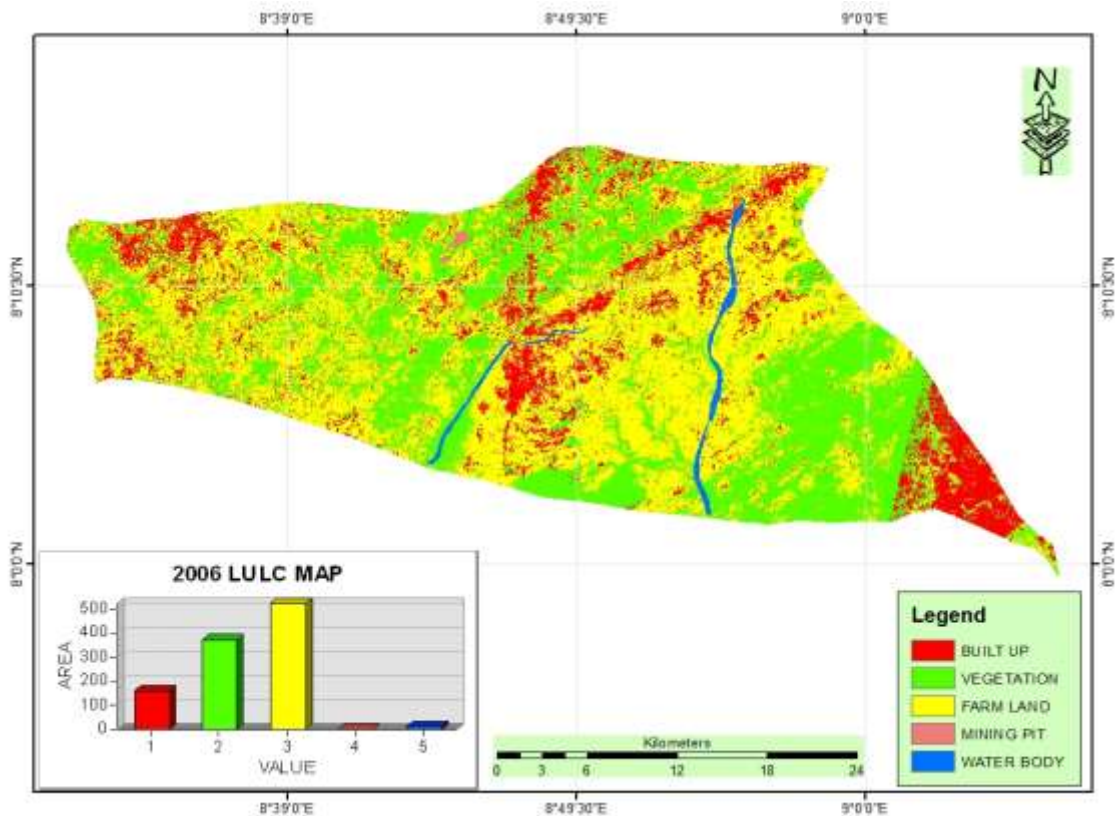 8°39'0"E 8°49'30"E 9°0'0"E
N
8°10'30"N 8°10'30"N
8°0'0"N 8°0'0"N
2006 LULC MAP
AREA
500
400
300
200
100
0
1 2 3 4 5
VALUE
Kilometers
0 3 6 12 18 24
Legend
BUILT UP
VEGETATION
FARM LAND
MINING PIT
WATER BODY
8°39'0"E 8°49'30"E 9°0'0"E